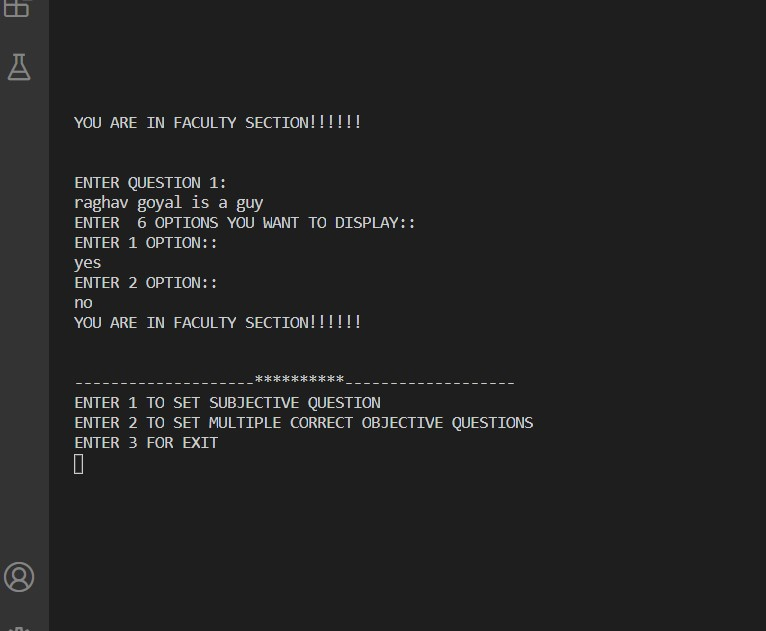 YOU ARE IN FACULTY SECTION!!!!!!
ENTER QUESTION 1:
raghav goyal is a guy
ENTER  6 OPTIONS YOU WANT TO DISPLAY::
ENTER 1 OPTION::
yes
ENTER 2 OPTION::
no
YOU ARE IN FACULTY SECTION!!!!!!
--------------------**********-------------------
ENTER 1 TO SET SUBJECTIVE QUESTION
ENTER 2 TO SET MULTIPLE CORRECT OBJECTIVE QUESTIONS
ENTER 3 FOR EXIT